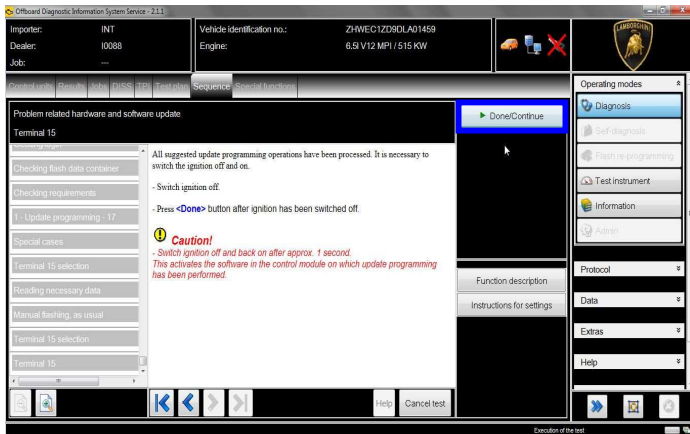 Offboard Diagnostic Information System Service - 2.1.1
Importer: INT
Dealer: I0088
Job: ---
Vehicle identification no.: ZHWEC1ZD9DLA01459
Engine: 6.5l V12 MPI / 515 KW
LAMBORGHINI
Control units Results Jobs DISS TPI Test plan Sequence Special functions
Operating modes
Diagnosis
Self-diagnosis
Flash re-programming
Test instrument
Information
Admin
Protocol
Data
Extras
Help
Problem related hardware and software update
Terminal 15
Done/Continue
Checking flash data container
Checking requirements
1 - Update programming - 17
Special cases
Terminal 15 selection
Reading necessary data
Manual flashing, as usual
Terminal 15 selection
Terminal 15
All suggested update programming operations have been processed. It is necessary to
switch the ignition off and on.
- Switch ignition off.
- Press <Done> button after ignition has been switched off.
Caution!
- Switch ignition off and back on after approx. 1 second.
This activates the software in the control module on which update programming
has been performed.
Function description
Instructions for settings
Help
Cancel test
Execution of the test